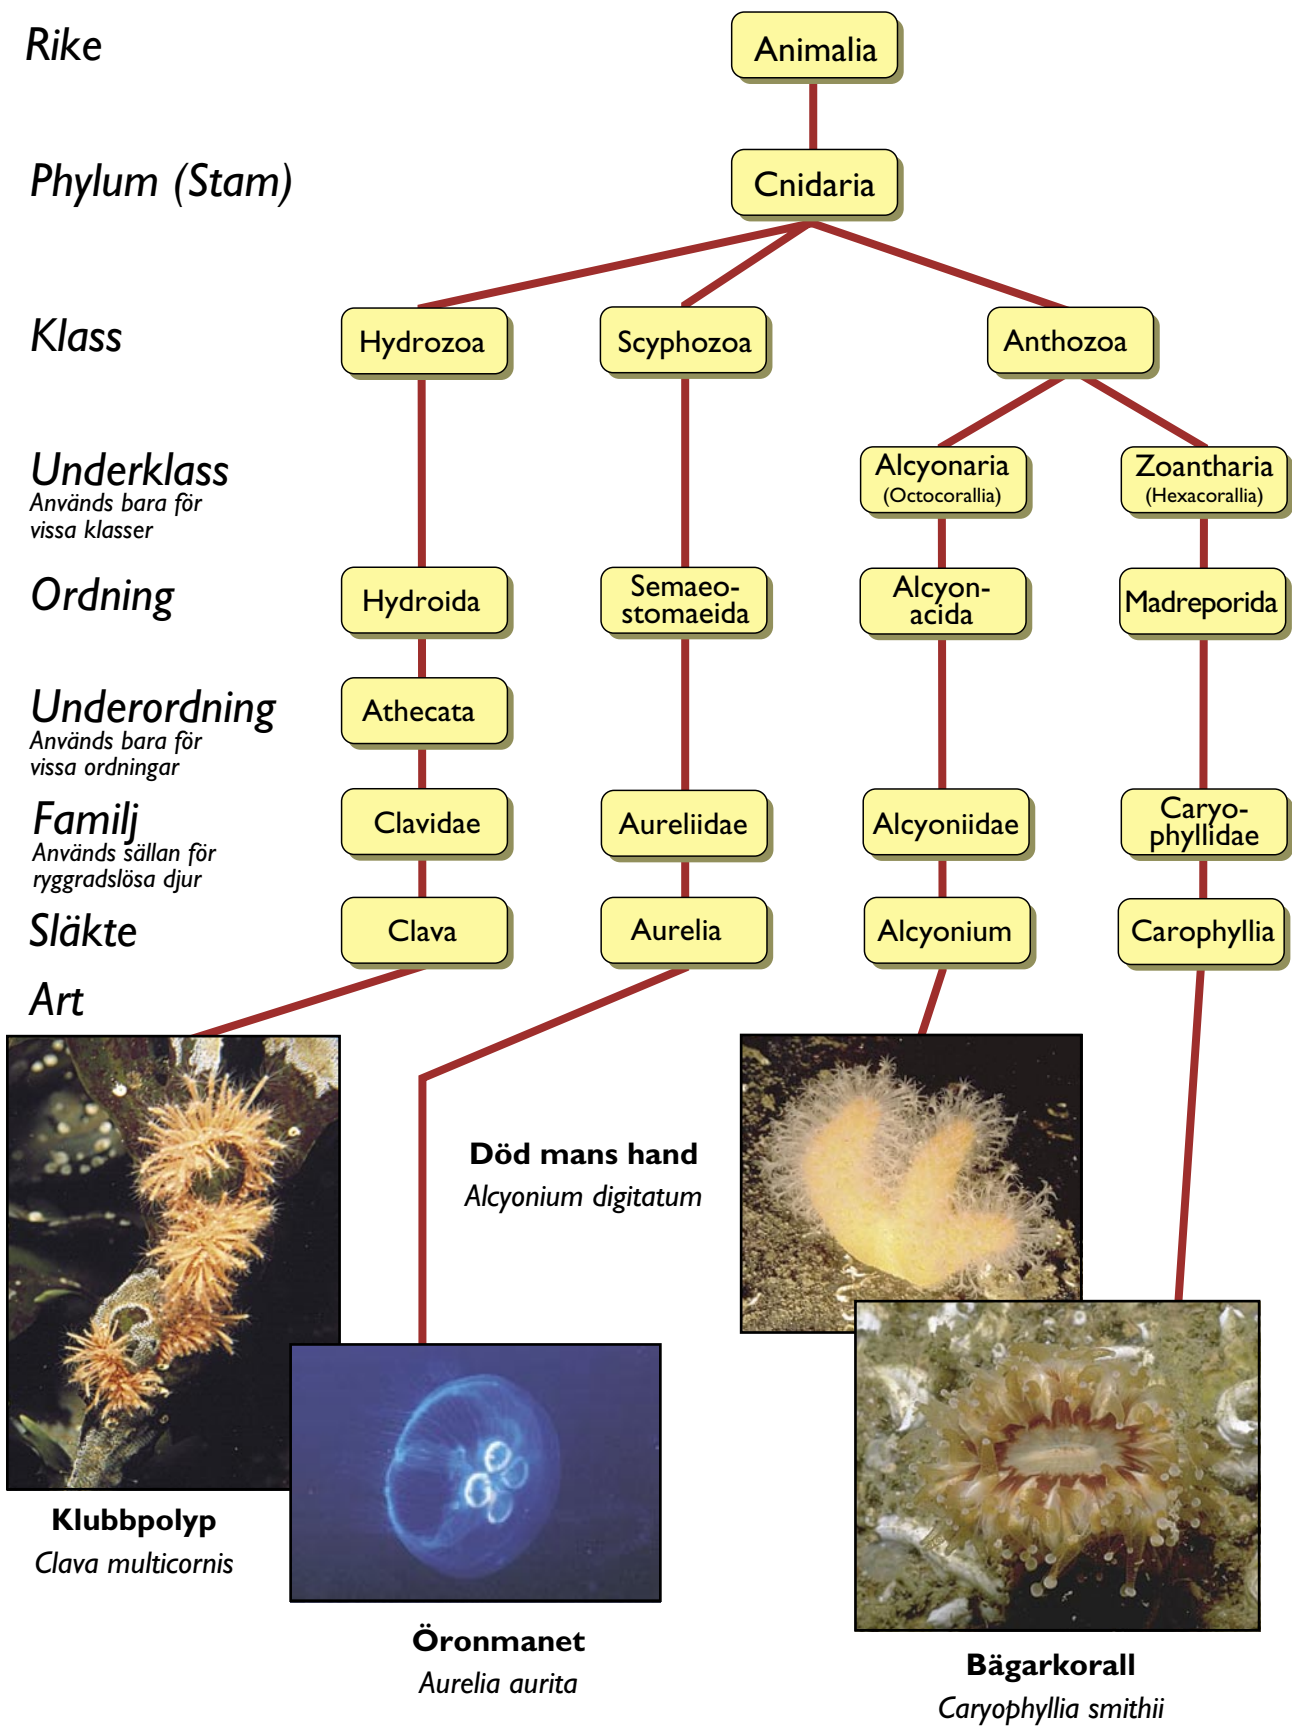 Rike
Animalia
Phylum (Stam)
Cnidaria
Klass
Hydrozoa
Scyphozoa
Anthozoa
Underklass
Används bara för
vissa klasser
Alcyonaria
(Octocorallia)
Zoantharia
(Hexacorallia)
Ordning
Hydroida
Semaeo-
stomaeida
Alcyon-
acida
Madreporida
Underordning
Används bara för
vissa ordningar
Athecata
Familj
Används sällan för
ryggradslösa djur
Clavidae
Aureliidae
Alcyoniidae
Caryo-
phyllidae
Släkte
Clava
Aurelia
Alcyonium
Carophyllia
Art
Död mans hand
Alcyonium digitatum
Klubbpolyp
Clava multicornis
Öronmanet
Aurelia aurita
Bägarkorall
Caryophyllia smithii